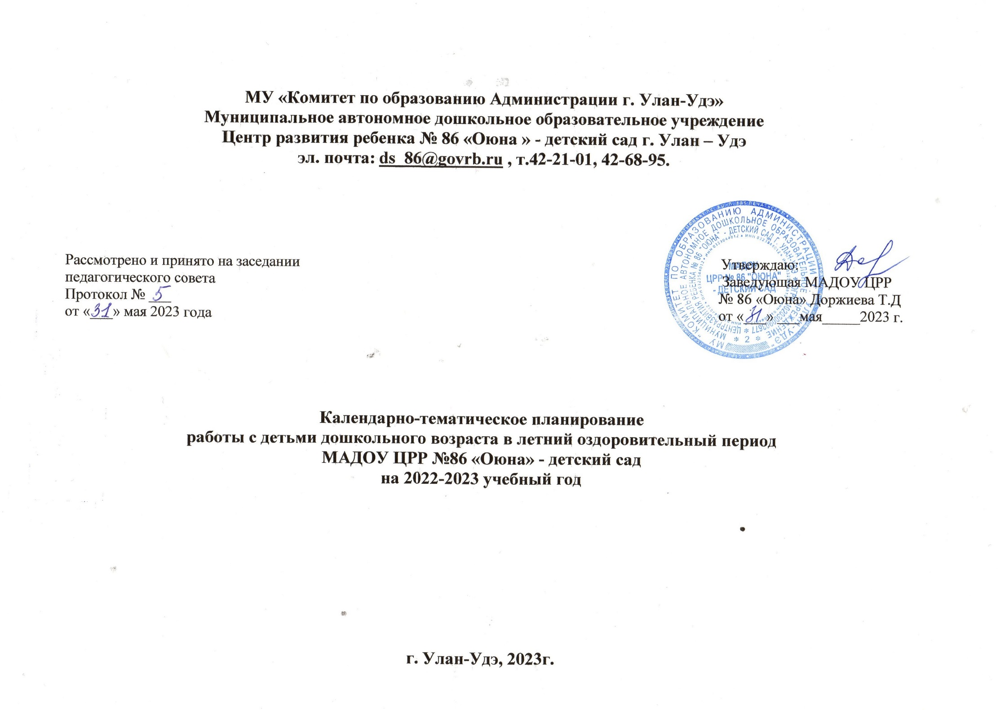 МУ «Комитет по образованию Администрации г. Улан-Удэ»
Муниципальное автономное дошкольное образовательное учреждение
Центр развития ребенка № 86 «Оюна » - детский сад г. Улан – Удэ
эл. почта: ds_86@govrb.ru , т.42-21-01, 42-68-95.
Рассмотрено и принято на заседании
педагогического совета
Протокол № 5
от «31» мая 2023 года
Утверждаю:
Заведующая МАДОУ ЦРР
№ 86 «Оюна» Доржиева Т.Д
от «31» ___мая_____2023 г.
МУ "КОМИТЕТ ПО ОБРАЗОВАНИЮ АДМИНИСТРАЦИИ Г. УЛАН-УДЭ"
МУНИЦИПАЛЬНОЕ АВТОНОМНОЕ ДОШКОЛЬНОЕ ОБРАЗОВАТЕЛЬНОЕ УЧРЕЖДЕНИЕ
ЦЕНТР РАЗВИТИЯ РЕБЕНКА № 86 "ОЮНА" - ДЕТСКИЙ САД Г. УЛАН-УДЭ
МАДОУ
ЦРР № 86 "ОЮНА"
- ДЕТСКИЙ САД
* 2 *
Календарно-тематическое планирование
работы с детьми дошкольного возраста в летний оздоровительный период
МАДОУ ЦРР №86 «Оюна» - детский сад
на 2022-2023 учебный год
г. Улан-Удэ, 2023г.